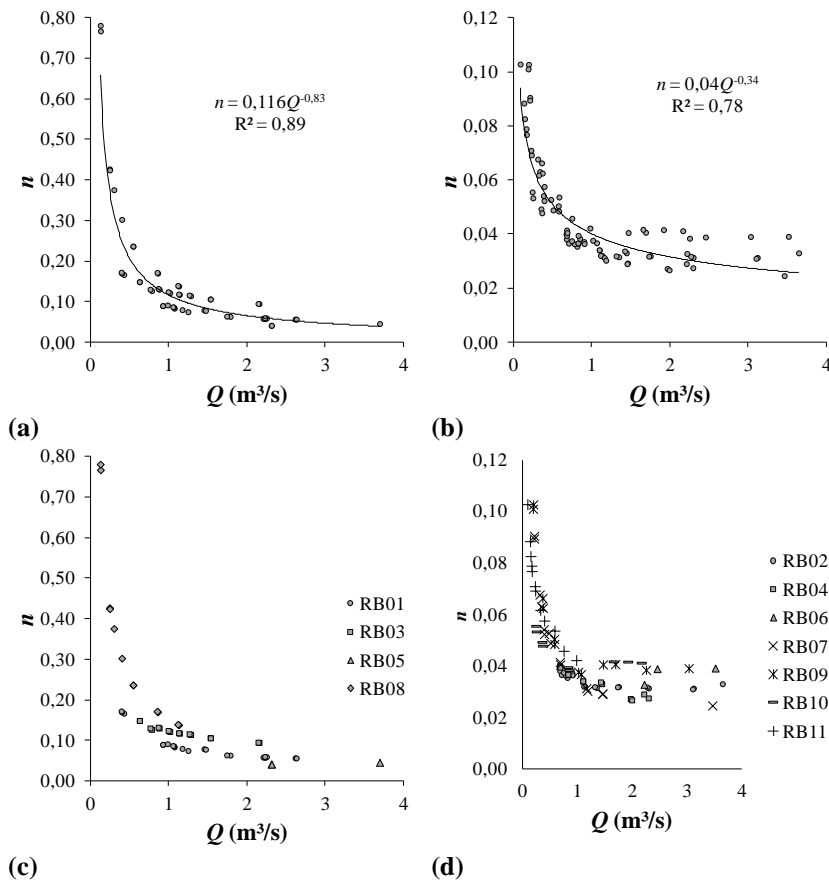 0,80
0,70
0,60
0,50
0,40
0,30
0,20
0,10
0,00
n
n = 0,116Q-0,83
R² = 0,89
0 1 2 3 4
Q (m³/s)
(a)
0,12
0,10
0,08
0,06
0,04
0,02
0,00
n
n = 0,04Q-0,34
R² = 0,78
0 1 2 3 4
Q (m³/s)
(b)
0,80
0,70
0,60
0,50
0,40
0,30
0,20
0,10
0,00
n
RB01
RB03
RB05
RB08
0 1 2 3 4
Q (m³/s)
(c)
0,12
0,10
0,08
0,06
0,04
0,02
0,00
n
RB02
RB04
RB06
RB07
RB09
RB10
RB11
0 1 2 3 4
Q (m³/s)
(d)